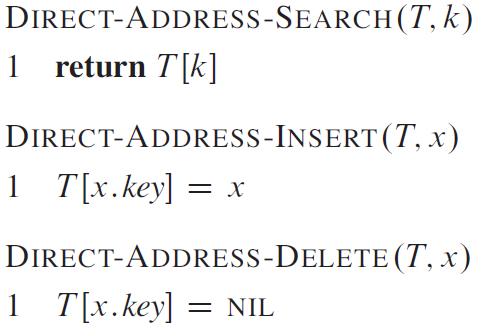 DIRECT-ADDRESS-SEARCH(T, k)
1 return T[k]
DIRECT-ADDRESS-INSERT(T, x)
1 T[x.key] = x
DIRECT-ADDRESS-DELETE(T, x)
1 T[x.key] = NIL